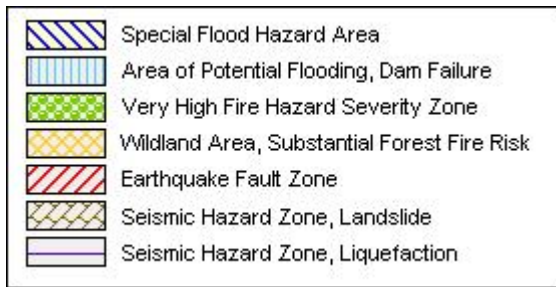 Special Flood Hazard Area
Area of Potential Flooding, Dam Failure
Very High Fire Hazard Severity Zone
Wildland Area, Substantial Forest Fire Risk
Earthquake Fault Zone
Seismic Hazard Zone, Landslide
Seismic Hazard Zone, Liquefaction